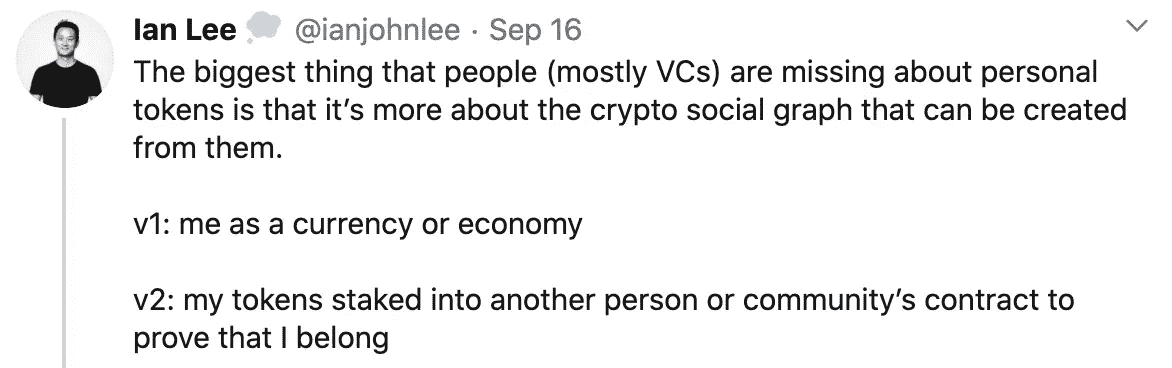 Ian Lee 💭 @ianjohnlee · Sep 16
The biggest thing that people (mostly VCs) are missing about personal
tokens is that it’s more about the crypto social graph that can be created
from them.
v1: me as a currency or economy
v2: my tokens staked into another person or community’s contract to
prove that I belong